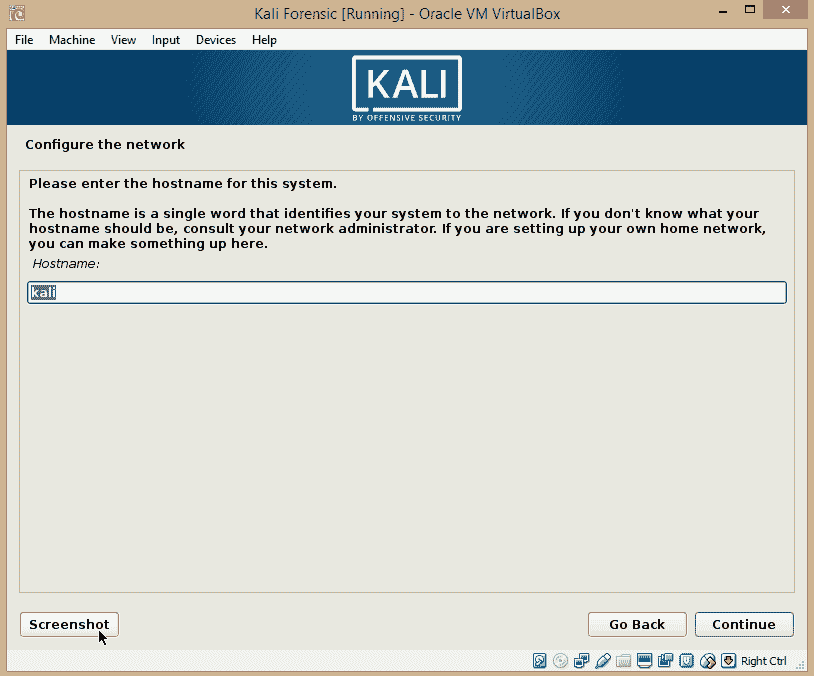 Kali Forensic [Running] - Oracle VM VirtualBox
File Machine View Input Devices Help
KALI
BY OFFENSIVE SECURITY
Configure the network
Please enter the hostname for this system.
The hostname is a single word that identifies your system to the network. If you don't know what your
hostname should be, consult your network administrator. If you are setting up your own home network,
you can make something up here.
Hostname:
kali
Screenshot Go Back Continue
Right Ctrl